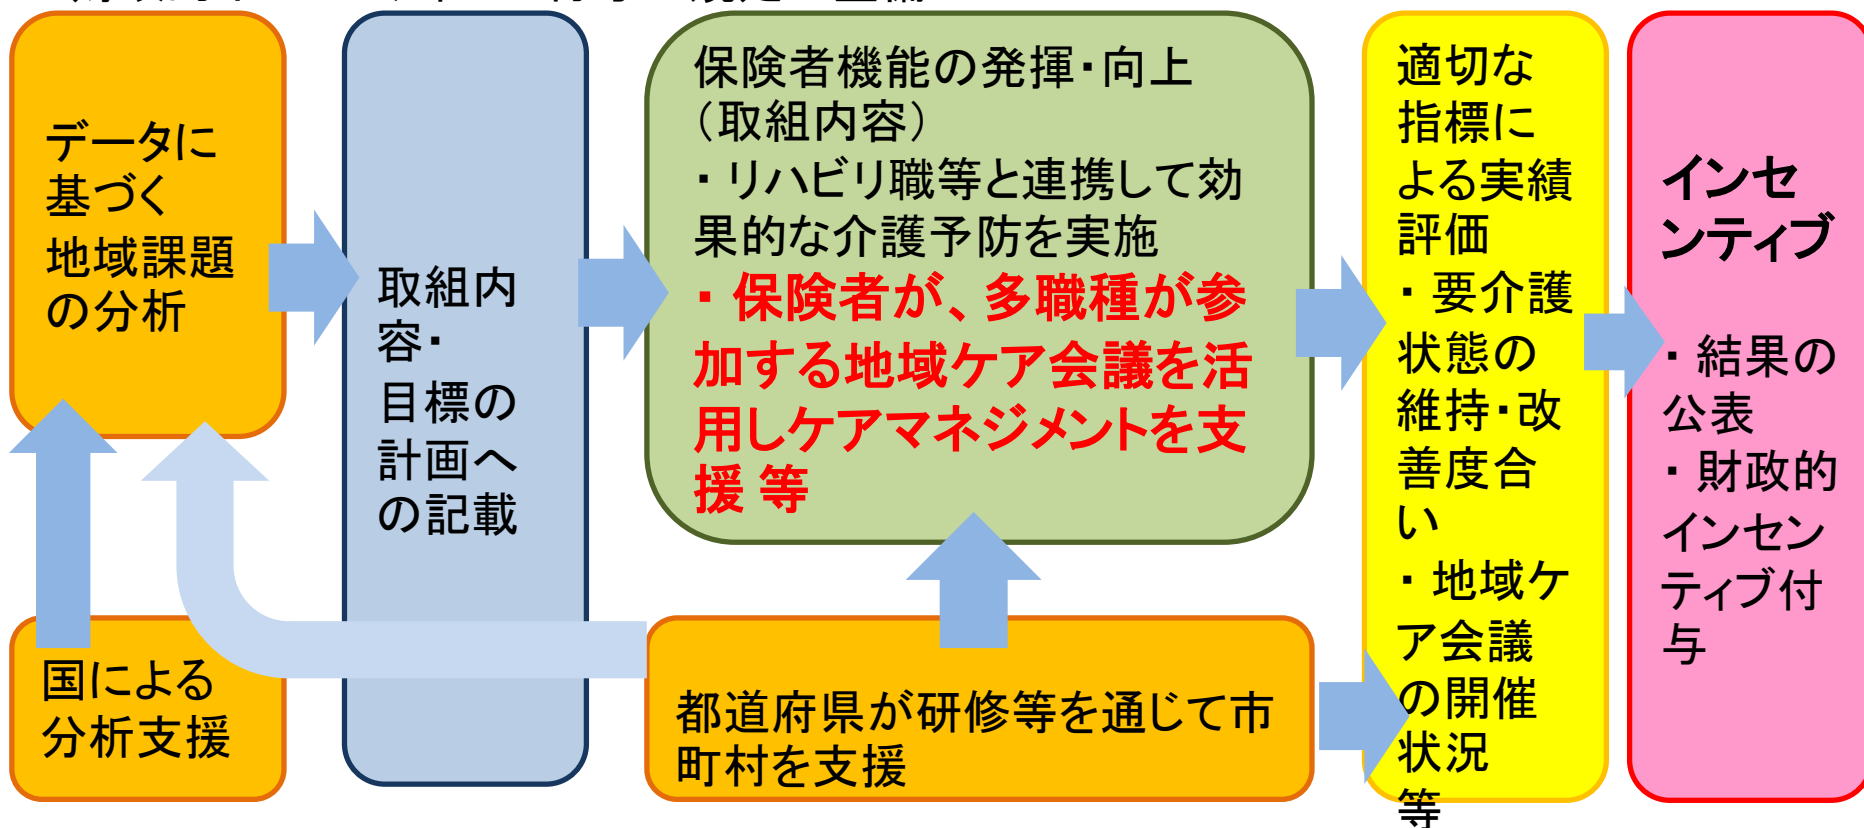 データに
基づく
地域課題
の分析
取組内
容・
目標の
計画へ
の記載
保険者機能の発揮・向上
（取組内容）
・リハビリ職等と連携して効
果的な介護予防を実施
・保険者が、多職種が参
加する地域ケア会議を活
用しケアマネジメントを支
援 等
適切な
指標に
よる実績
評価
・要介護
状態の
維持・改
善度合
い
・地域ケ
ア会議
の開催
状況
等
インセ
ンティブ
・結果の
公表
・財政的
インセン
ティブ付
与
国による
分析支援
都道府県が研修等を通じて市
町村を支援